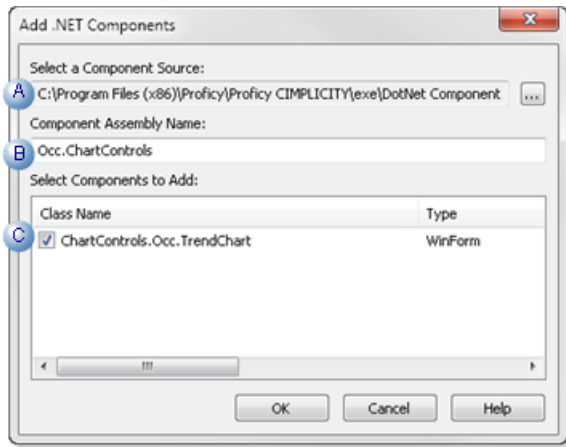 Add .NET Components
Select a Component Source:
A C:\Program Files (x86)\Proficy\Proficy CIMPLICITY\exe\DotNet Component ...
Component Assembly Name:
B Occ.ChartControls
Select Components to Add:
Class Name Type
C ChartControls.Occ.TrendChart WinForm
OK Cancel Help